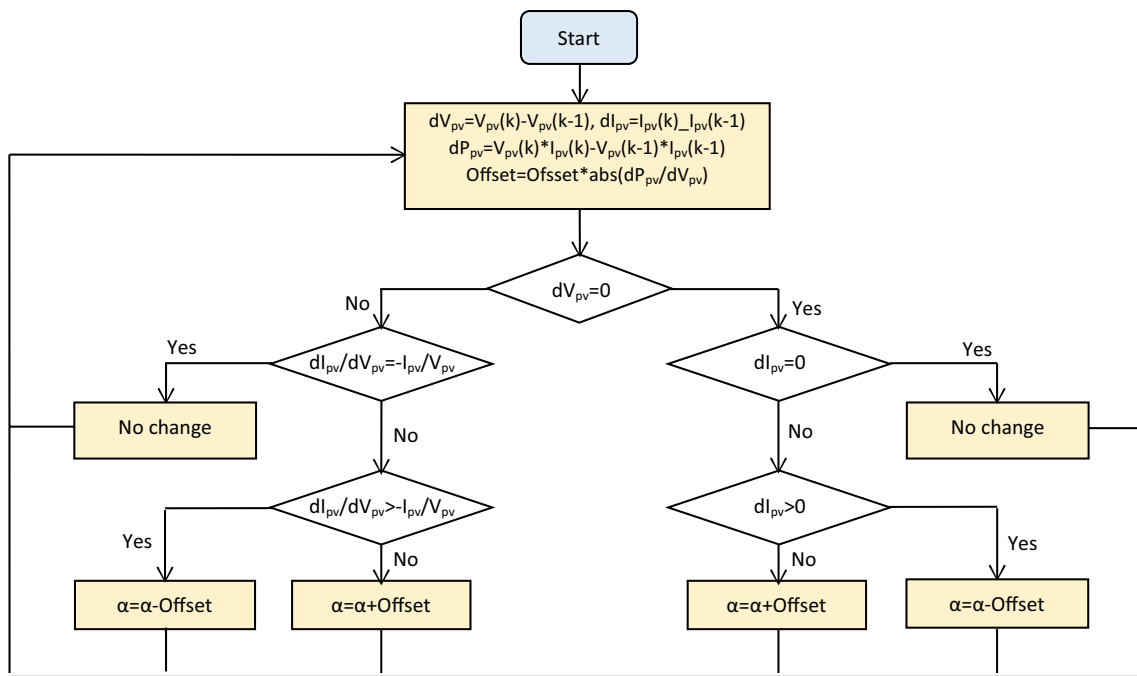 Start
dVpv=Vpv(k)-Vpv(k-1), dIpv=Ipv(k)_Ipv(k-1)
dPpv=Vpv(k)*Ipv(k)-Vpv(k-1)*Ipv(k-1)
Offset=Ofsset*abs(dPpv/dVpv)
dVpv=0
No
Yes
dIpv/dVpv=-Ipv/Vpv
Yes
dIpv=0
Yes
No change
No change
No
No
dIpv/dVpv>-Ipv/Vpv
dIpv>0
Yes
No
No
Yes
α=α-Offset
α=α+Offset
α=α+Offset
α=α-Offset